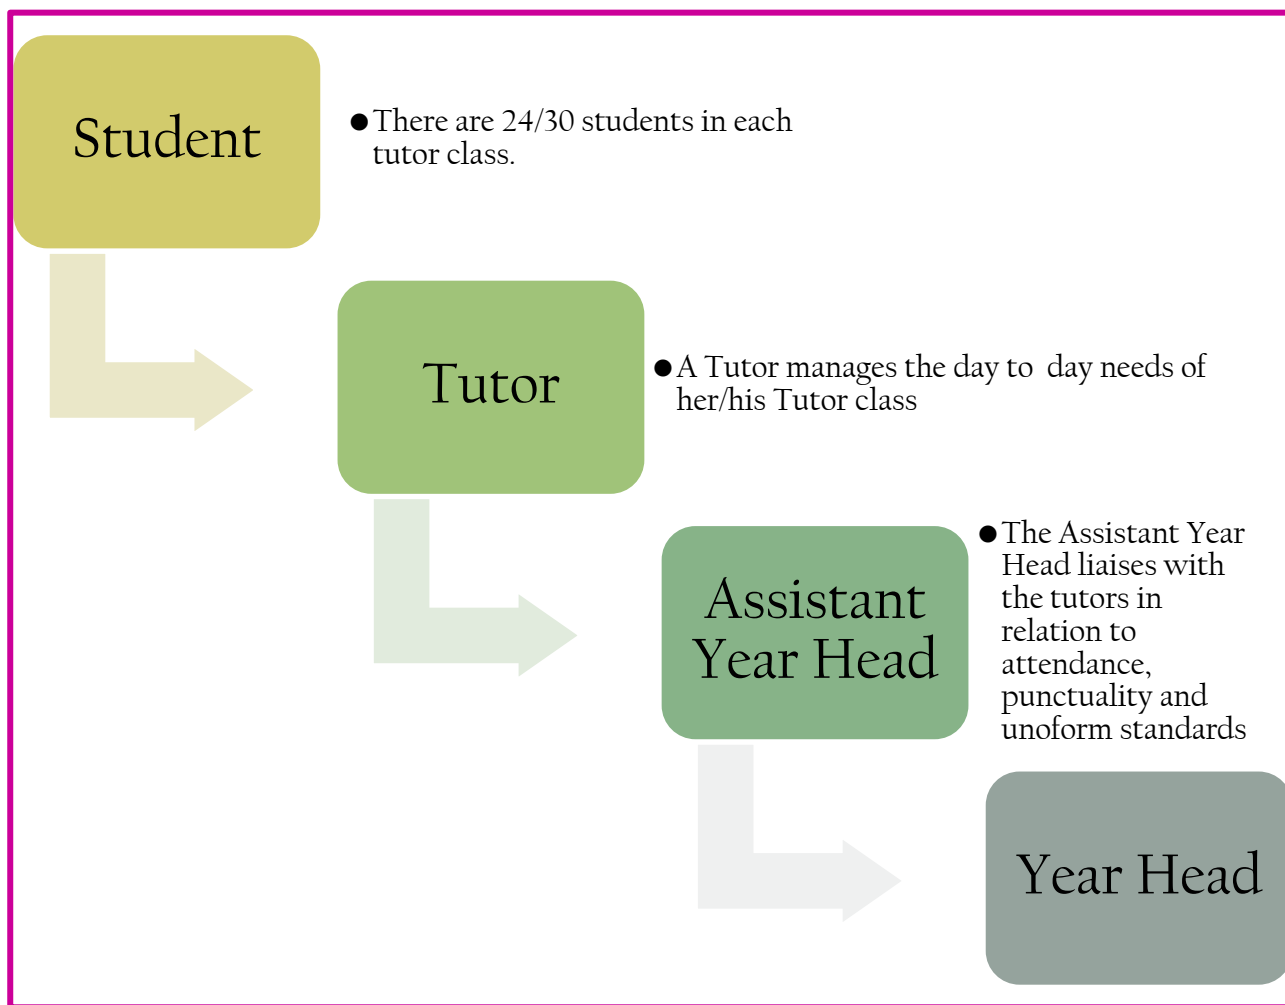 Student
● There are 24/30 students in each
tutor class.
Tutor
● A Tutor manages the day to  day needs of
her/his Tutor class
Assistant
Year Head
● The Assistant Year
Head liaises with
the tutors in
relation to
attendance,
punctuality and
unoform standards
Year Head